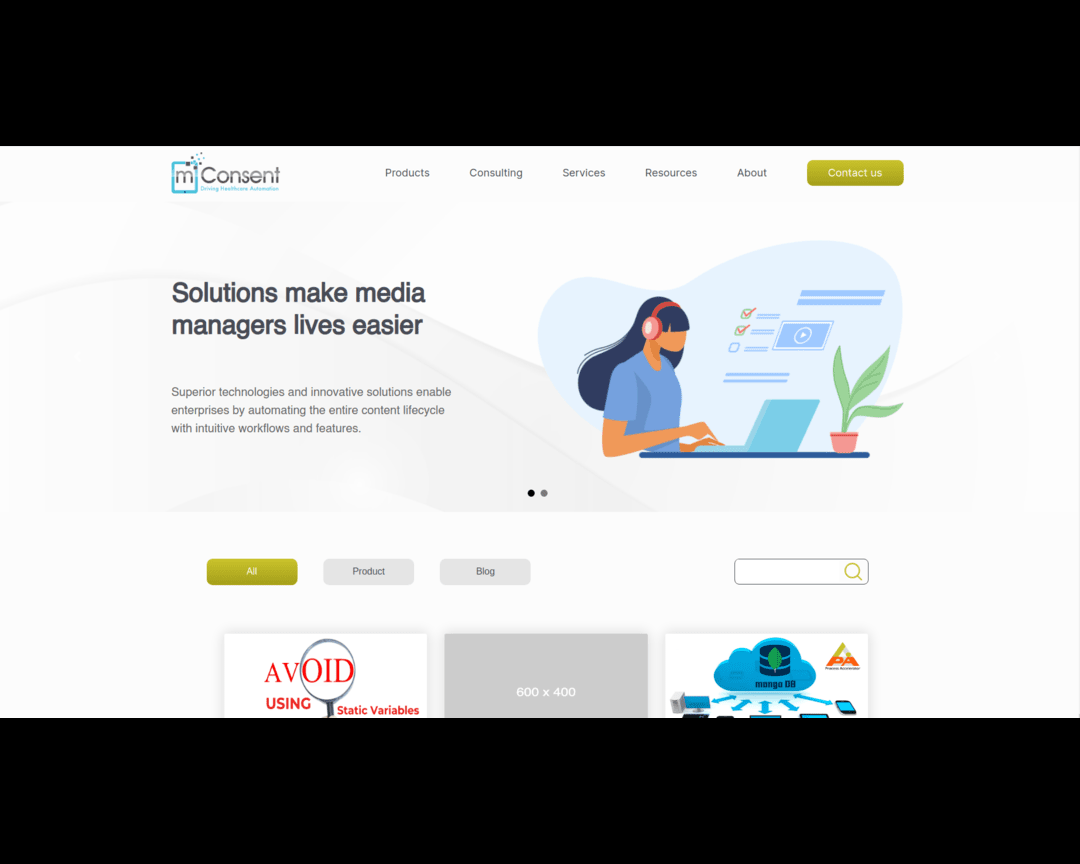 mConsent
Driving Healthcare Automation
Products
Consulting
Services
Resources
About
Contact us
Solutions make media
managers lives easier
Superior technologies and innovative solutions enable
enterprises by automating the entire content lifecycle
with intuitive workflows and features.
All
Product
Blog
AVOID
USING
Static Variables
600 x 400
mongo DB
PA